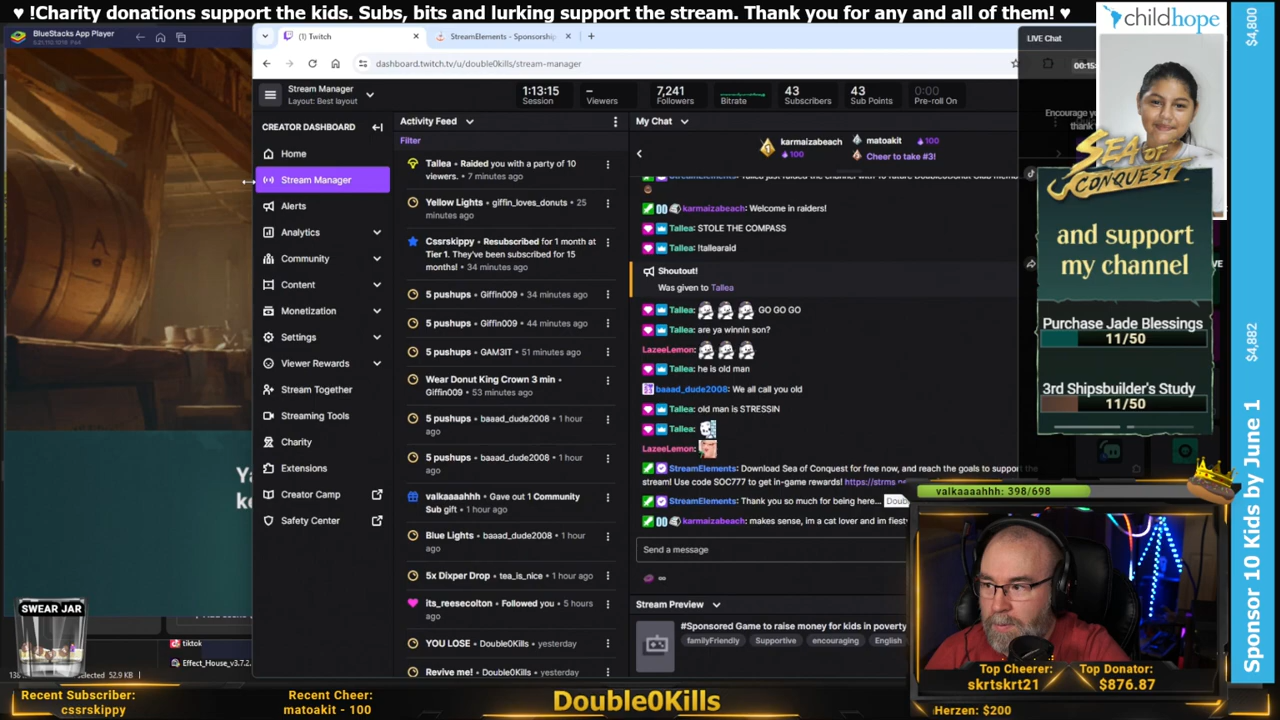 ♥ !Charity donations support the kids. Subs, bits and lurking support the stream. Thank you for any and all of them! ♥
BlueStacks App Player
(1) Twitch
StreamElements - Sponsorship
dashboard.twitch.tv/u/double0kills/stream-manager
LIVE Chat
childhope
$4,800
$4,882
Sponsor 10 Kids by June 1
Stream Manager
Layout: Best layout
1:13:15
Session
–
Viewers
7,241
Followers
Bitrate
43
Subscribers
43
Sub Points
0:00
Pre-roll On
CREATOR DASHBOARD
Home
Stream Manager
Alerts
Analytics
Community
Content
Monetization
Settings
Viewer Rewards
Stream Together
Streaming Tools
Charity
Extensions
Creator Camp
Safety Center
Activity Feed
Filter
Tallea • Raided you with a party of 10
viewers. • 7 minutes ago
Yellow Lights • giffin_loves_donuts • 25
minutes ago
Cssrskippy • Resubscribed for 1 month at
Tier 1. They've been subscribed for 15
months! • 34 minutes ago
5 pushups • Giffin009 • 34 minutes ago
5 pushups • Giffin009 • 44 minutes ago
5 pushups • GAM3IT • 51 minutes ago
Wear Donut King Crown 3 min •
Giffin009 • 53 minutes ago
5 pushups • baaad_dude2008 • 1 hour
ago
5 pushups • baaad_dude2008 • 1 hour
ago
valkaaaahhh • Gave out 1 Community
Sub gift • 1 hour ago
Blue Lights • baaad_dude2008 • 1 hour
ago
5x Dixper Drop • tea_is_nice • 1 hour ago
its_reesecolton • Followed you • 5 hours
ago
YOU LOSE • Double0Kills • yesterday
Revive me! • Double0Kills • yesterday
My Chat
karmaizabeach
100
matoakit 100
Cheer to take #3!
karmaizabeach: Welcome in raiders!
Tallea: STOLE THE COMPASS
Tallea: !tallearaid
Shoutout!
Was given to Tallea
Tallea: GO GO GO
Tallea: are ya winnin son?
LazeeLemon:
Tallea: he is old man
baaad_dude2008: We all call you old
Tallea: old man is STRESSIN
Tallea:
LazeeLemon:
StreamElements: Download Sea of Conquest for free now, and reach the goals to support the
stream! Use code SOC777 to get in-game rewards! https://strms
StreamElements: Thank you so much for being here...
karmaizabeach: makes sense, im a cat lover and im fiesty
Send a message
Stream Preview
#Sponsored Game to raise money for kids in poverty
familyFriendly
Supportive
encouraging
English
Encourage
SEA OF
CONQUEST
and support
my channel
Purchase Jade Blessings
11/50
3rd Shipsbuilder's Study
11/50
valkaaaahhh: 398/698
SWEAR JAR
tiktok
Effect_House_v3.7.2.
selected 52.9 KB
Recent Subscriber:
cssrskippy
Recent Cheer:
matoakit - 100
Double0Kills
Top Cheerer:
skrtskrt21
Top Donator:
$876.87
Herzen: $200